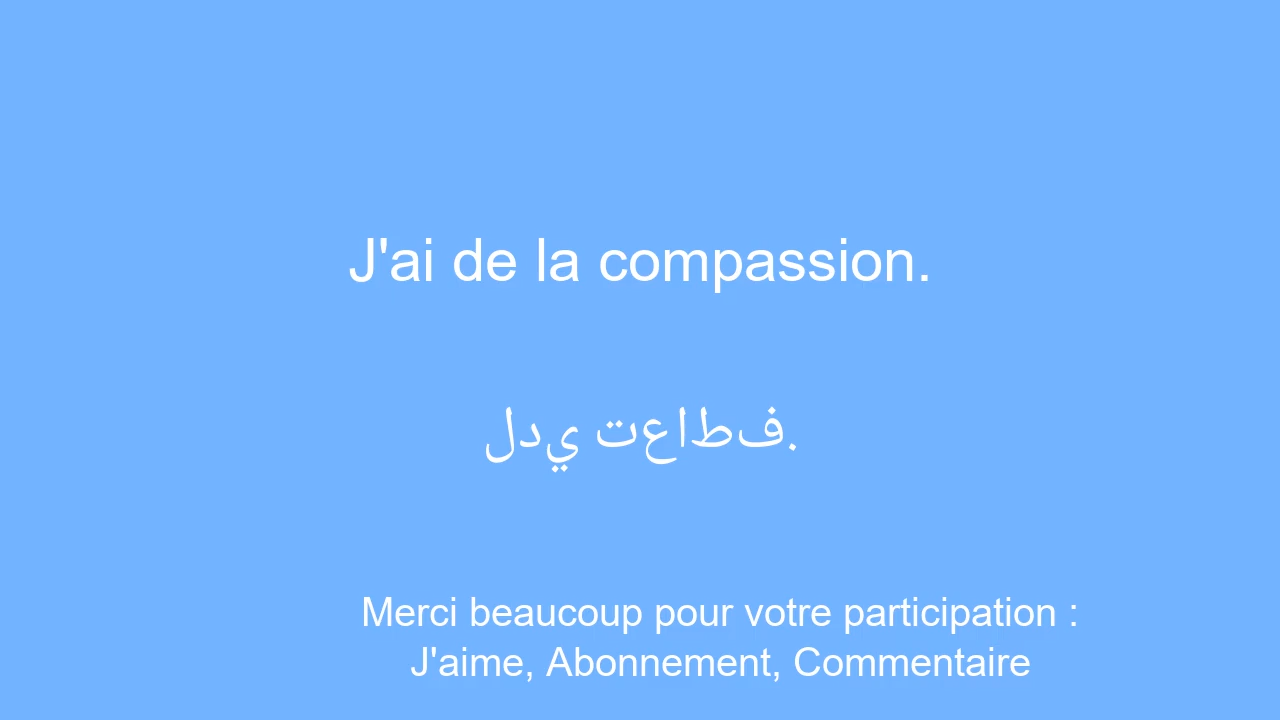 J'ai de la compassion.
لدي تعاطف.
Merci beaucoup pour votre participation :
J'aime, Abonnement, Commentaire